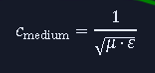 c_medium = 1 / √(μ · ε)